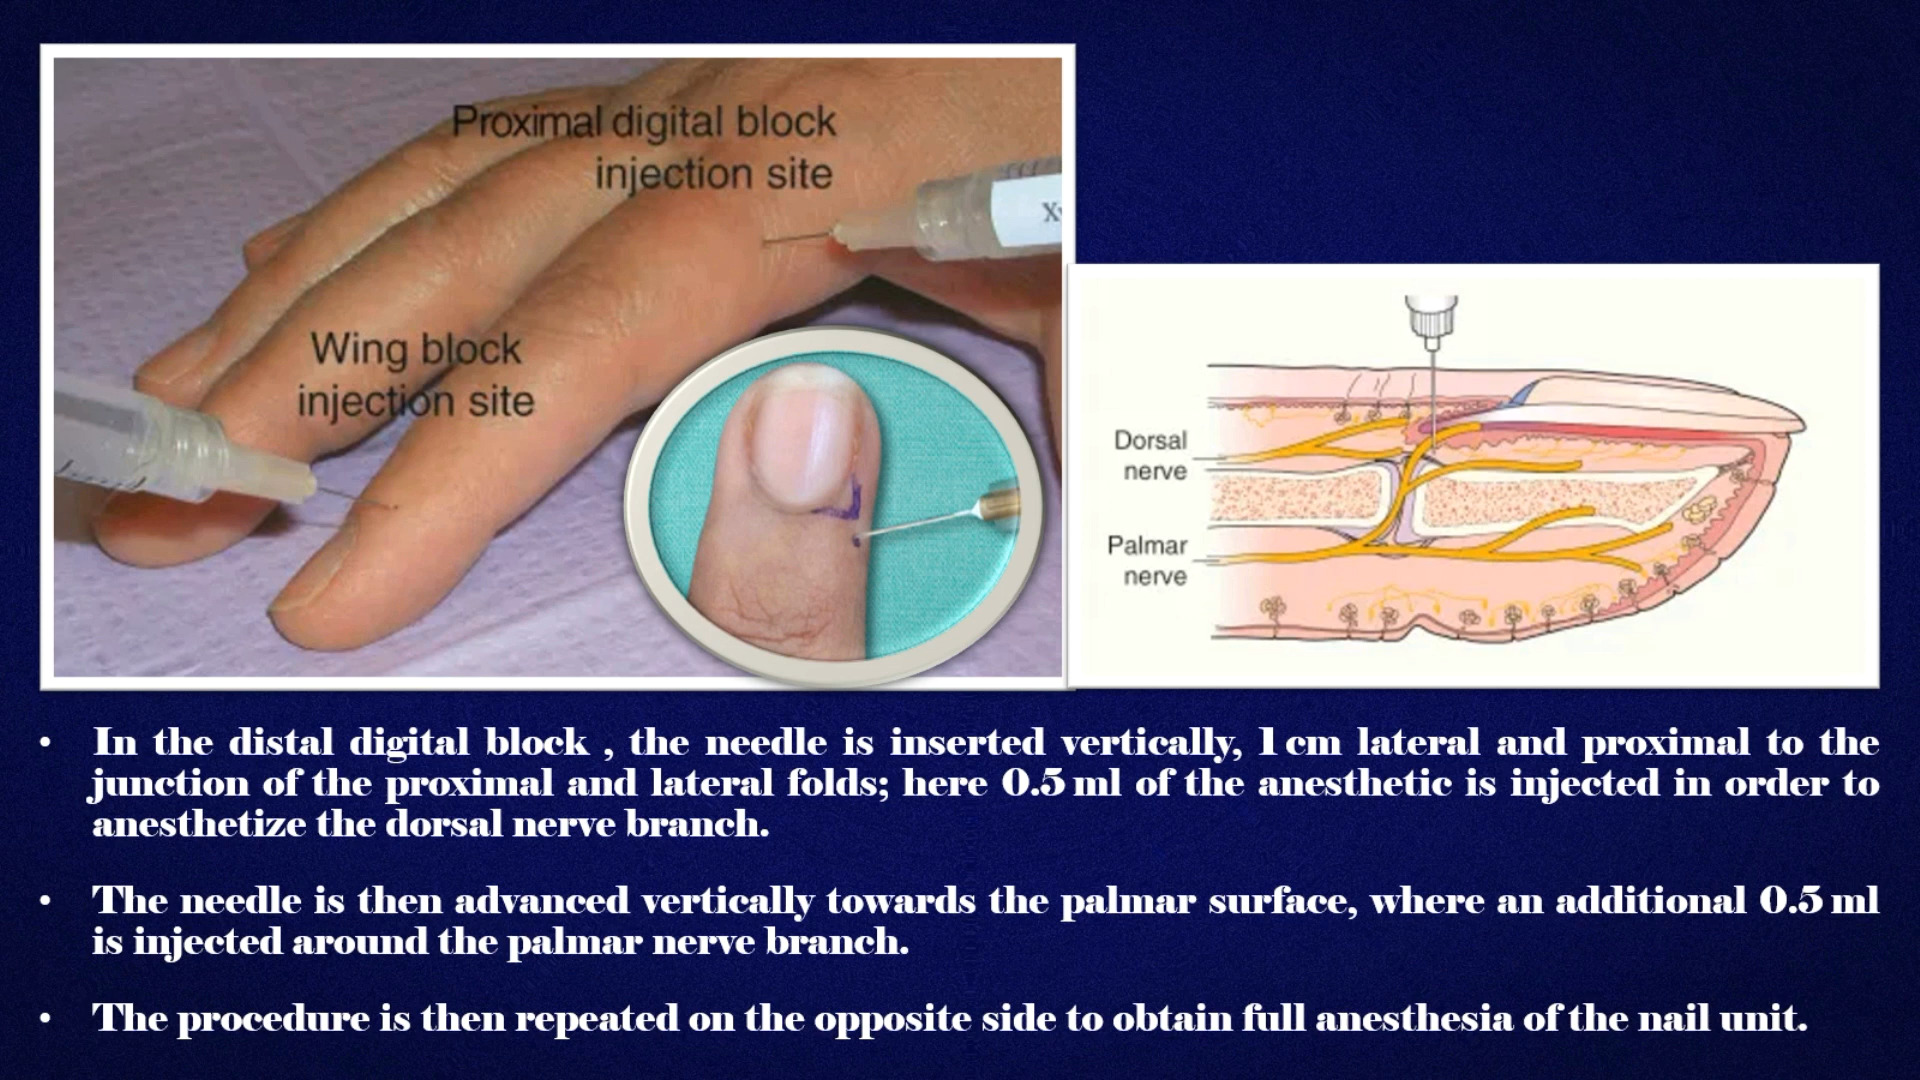 Proximal digital block
injection site
Wing block
injection site
Dorsal
nerve
Palmar
nerve
• In the distal digital block , the needle is inserted vertically, 1 cm lateral and proximal to the
junction of the proximal and lateral folds; here 0.5 ml of the anesthetic is injected in order to
anesthetize the dorsal nerve branch.
• The needle is then advanced vertically towards the palmar surface, where an additional 0.5 ml
is injected around the palmar nerve branch.
• The procedure is then repeated on the opposite side to obtain full anesthesia of the nail unit.